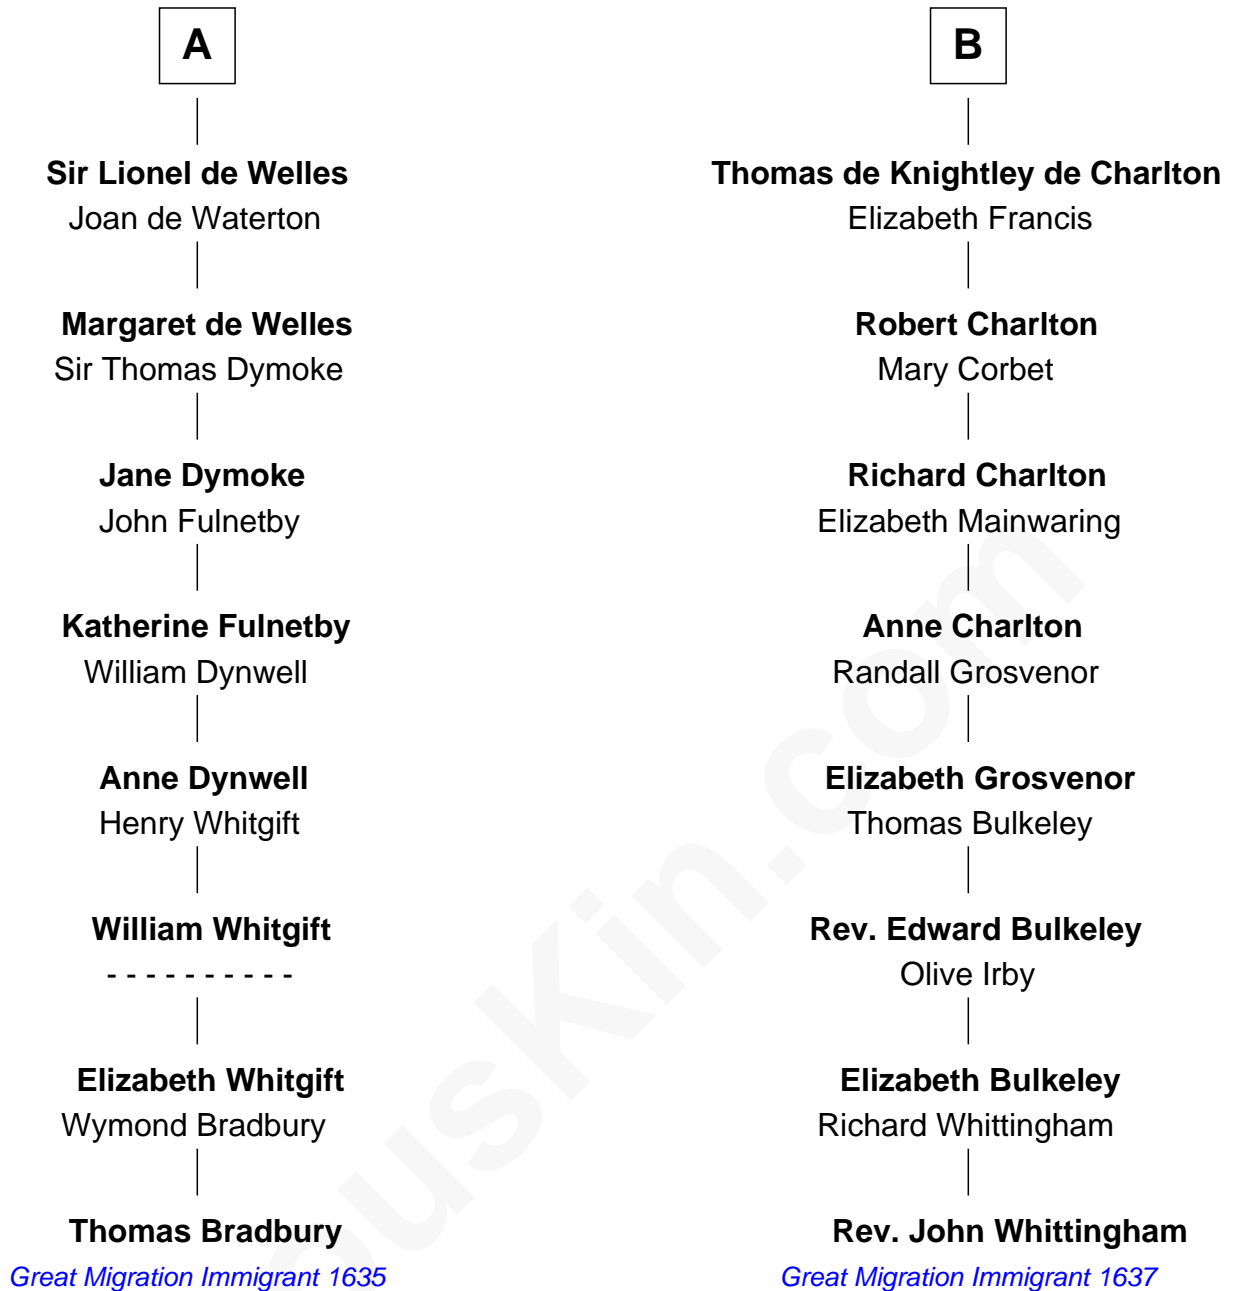 A
Sir Lionel de Welles
Joan de Waterton
Margaret de Welles
Sir Thomas Dymoke
Jane Dymoke
John Fulnetby
Katherine Fulnetby
William Dynwell
Anne Dynwell
Henry Whitgift
William Whitgift
- - - - - - - - - -
Elizabeth Whitgift
Wymond Bradbury
Thomas Bradbury
Great Migration Immigrant 1635
B
Thomas de Knightley de Charlton
Elizabeth Francis
Robert Charlton
Mary Corbet
Richard Charlton
Elizabeth Mainwaring
Anne Charlton
Randall Grosvenor
Elizabeth Grosvenor
Thomas Bulkeley
Rev. Edward Bulkeley
Olive Irby
Elizabeth Bulkeley
Richard Whittingham
Rev. John Whittingham
Great Migration Immigrant 1637
ousKin.com